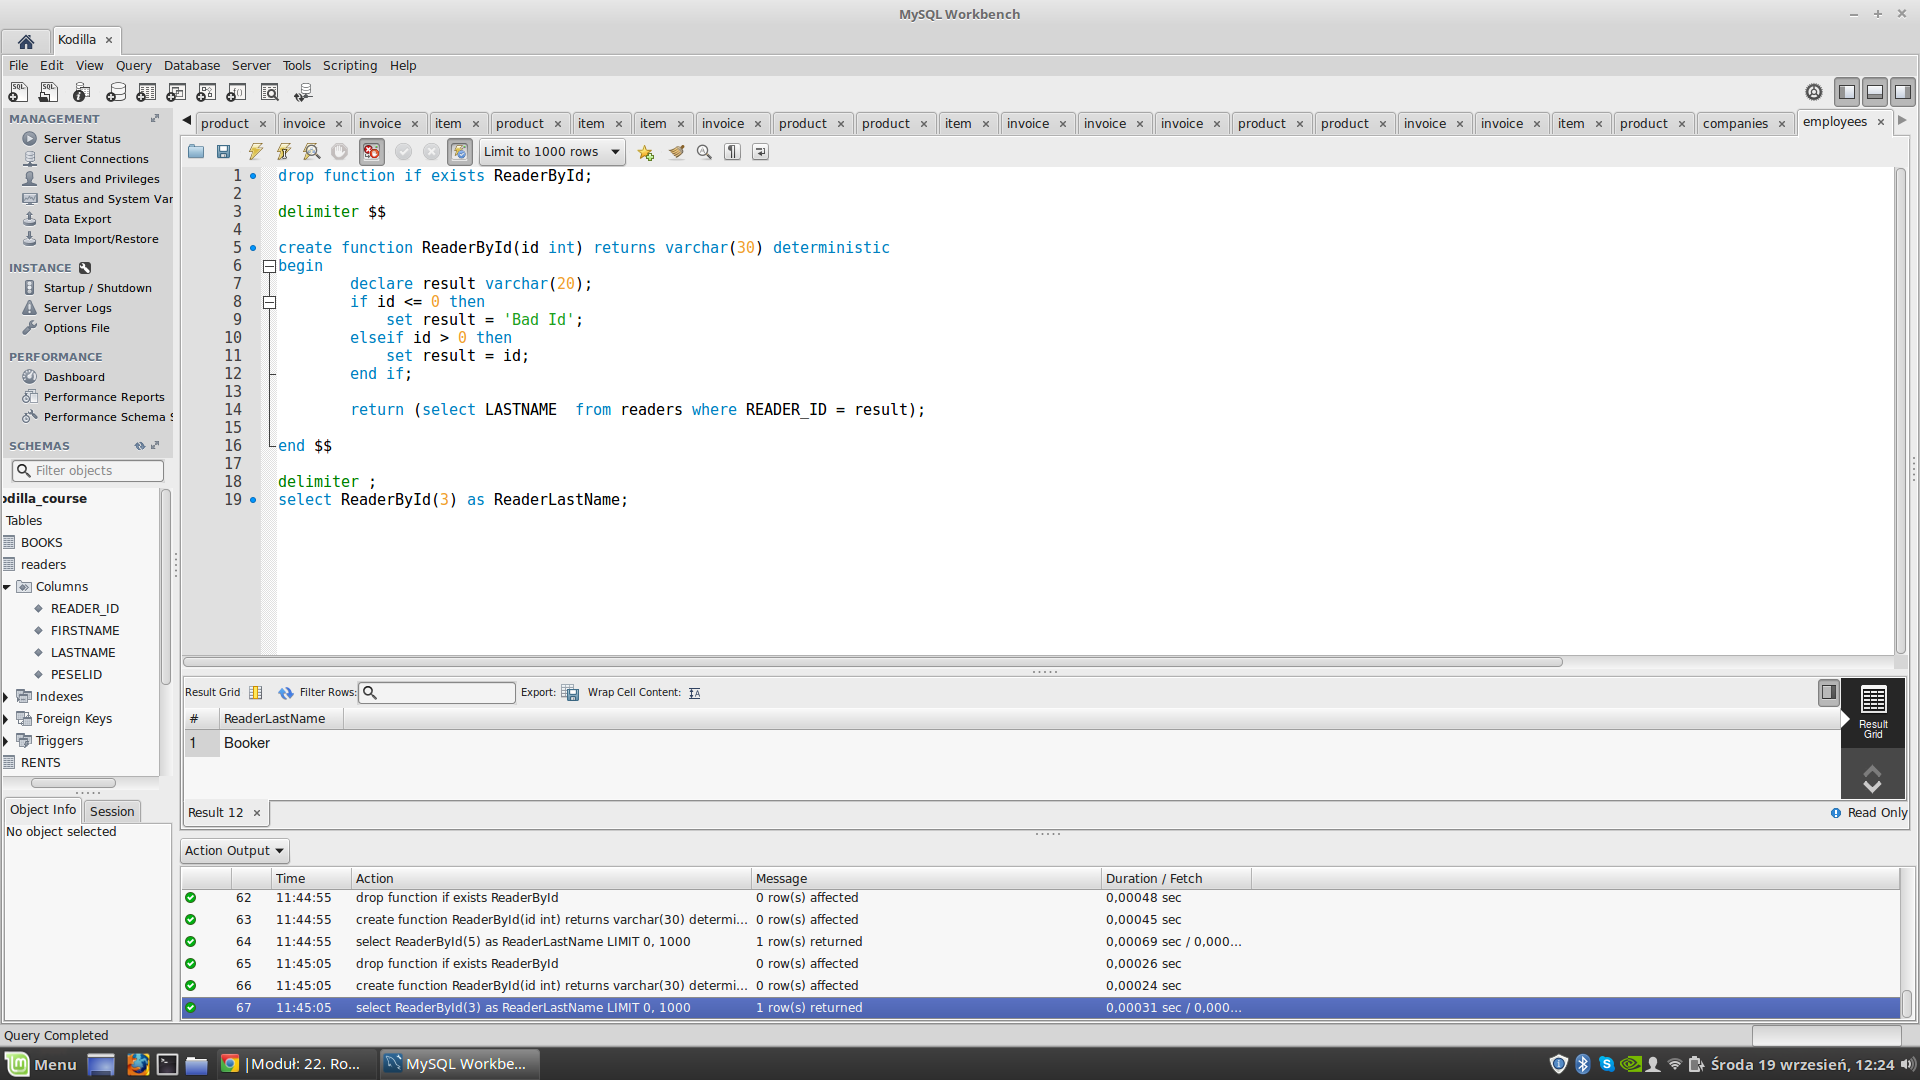 MySQL Workbench
Kodilla
File Edit View Query Database Server Tools Scripting Help
MANAGEMENT
Server Status
Client Connections
Users and Privileges
Status and System Var
Data Export
Data Import/Restore
INSTANCE
Startup / Shutdown
Server Logs
Options File
PERFORMANCE
Dashboard
Performance Reports
Performance Schema S
SCHEMAS
Filter objects
odilla_course
Tables
BOOKS
readers
Columns
READER_ID
FIRSTNAME
LASTNAME
PESELID
Indexes
Foreign Keys
Triggers
RENTS
Object Info Session
No object selected
product invoice invoice item product item item invoice product product item invoice invoice invoice product product invoice invoice item product companies employees
Limit to 1000 rows
1 drop function if exists ReaderById;
2
3 delimiter $$
4
5 create function ReaderById(id int) returns varchar(30) deterministic
6 begin
7 declare result varchar(20);
8 if id <= 0 then
9 set result = 'Bad Id';
10 elseif id > 0 then
11 set result = id;
12 end if;
13
14 return (select LASTNAME  from readers where READER_ID = result);
15
16 end $$
17
18 delimiter ;
19 select ReaderById(3) as ReaderLastName;
Result Grid Filter Rows: Export: Wrap Cell Content:
# ReaderLastName
1 Booker
Result Grid
Result 12
Read Only
Action Output
Time Action Message Duration / Fetch
62 11:44:55 drop function if exists ReaderById 0 row(s) affected 0,00048 sec
63 11:44:55 create function ReaderById(id int) returns varchar(30) determi... 0 row(s) affected 0,00045 sec
64 11:44:55 select ReaderById(5) as ReaderLastName LIMIT 0, 1000 1 row(s) returned 0,00069 sec / 0,000...
65 11:45:05 drop function if exists ReaderById 0 row(s) affected 0,00026 sec
66 11:45:05 create function ReaderById(id int) returns varchar(30) determi... 0 row(s) affected 0,00024 sec
67 11:45:05 select ReaderById(3) as ReaderLastName LIMIT 0, 1000 1 row(s) returned 0,00031 sec / 0,000...
Query Completed
Menu |Moduł: 22. Ro... MySQL Workbe... Środa 19 wrzesień, 12:24